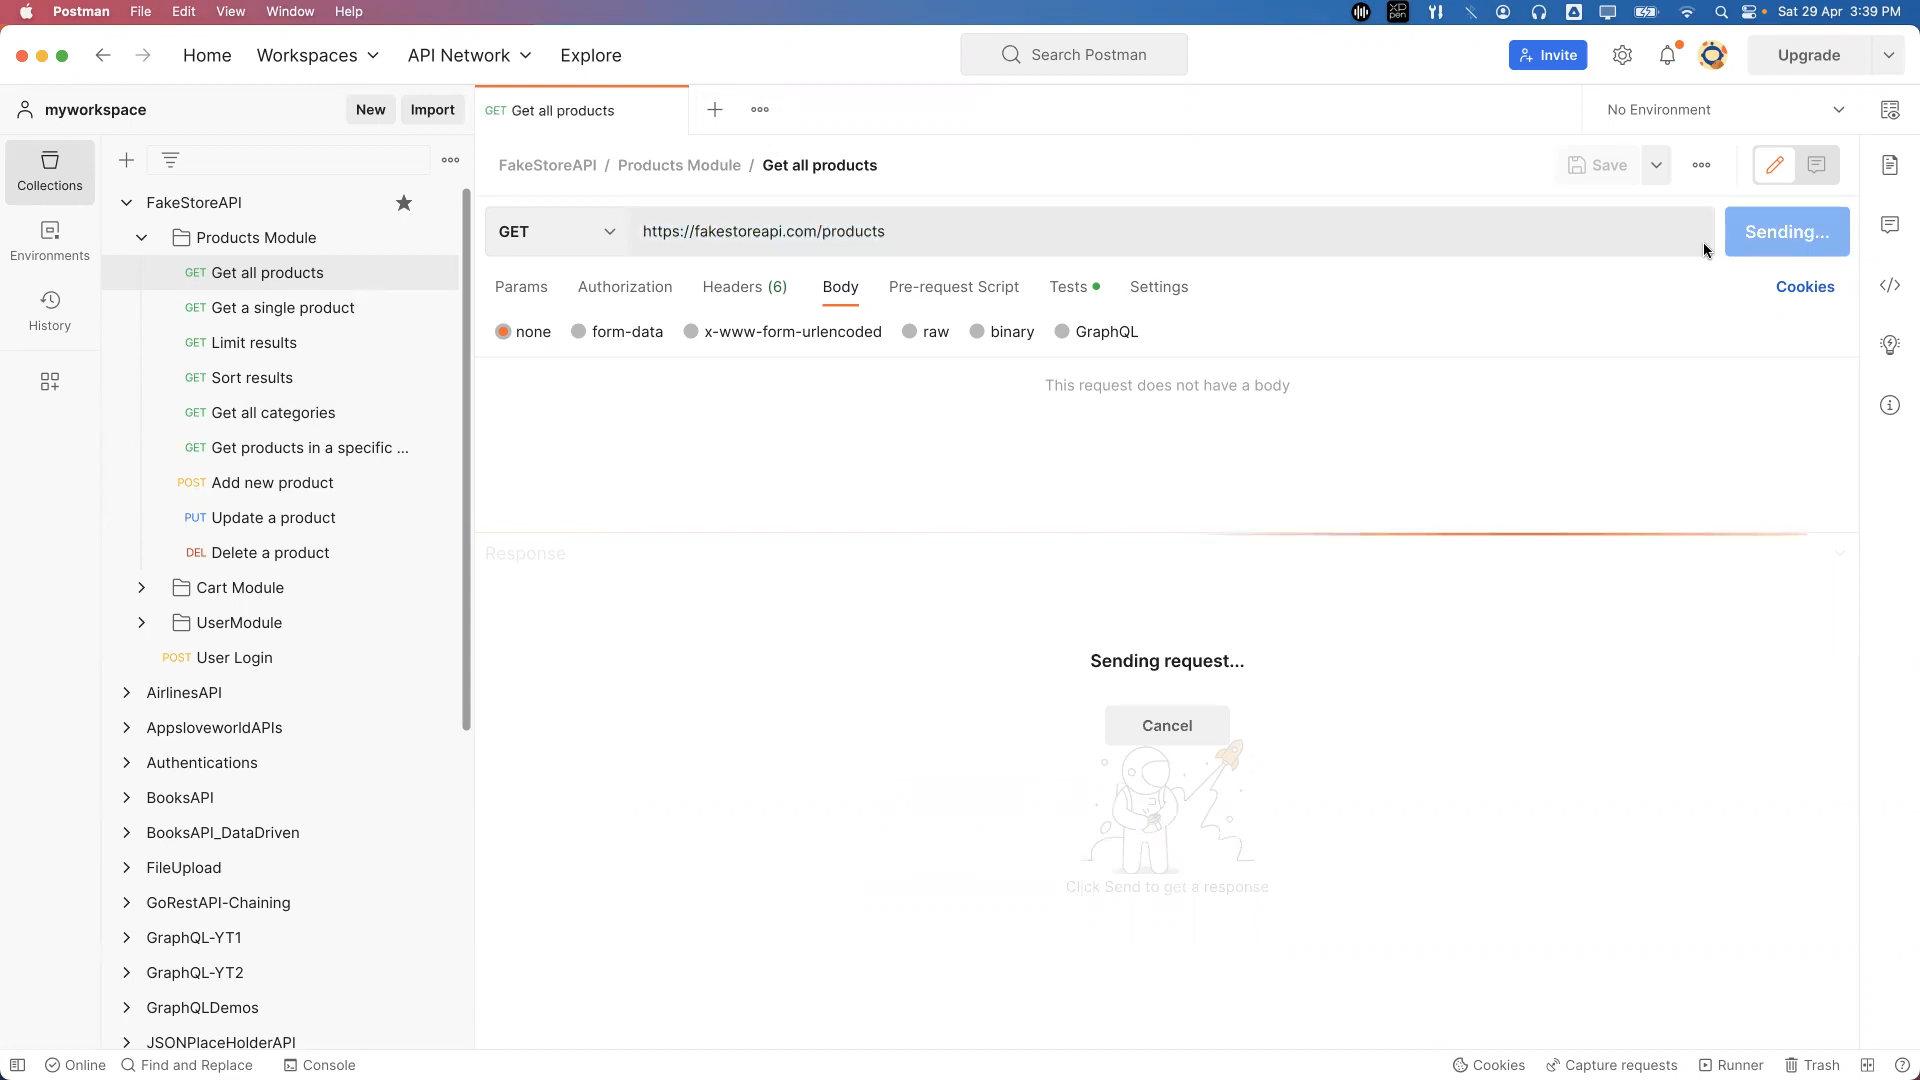 Postman File Edit View Window Help
XP pen
Sat 29 Apr 3:39 PM
Home Workspaces API Network Explore
Search Postman
Invite
Upgrade
myworkspace
New
Import
GET Get all products
No Environment
Collections
Environments
History
FakeStoreAPI
Products Module
GET Get all products
GET Get a single product
GET Limit results
GET Sort results
GET Get all categories
GET Get products in a specific ...
POST Add new product
PUT Update a product
DEL Delete a product
Cart Module
UserModule
POST User Login
AirlinesAPI
AppsloveworldAPIs
Authentications
BooksAPI
BooksAPI_DataDriven
FileUpload
GoRestAPI-Chaining
GraphQL-YT1
GraphQL-YT2
GraphQLDemos
JSONPlaceHolderAPI
FakeStoreAPI / Products Module / Get all products
Save
GET
https://fakestoreapi.com/products
Sending...
Params Authorization Headers (6) Body Pre-request Script Tests Settings
Cookies
none form-data x-www-form-urlencoded raw binary GraphQL
This request does not have a body
Response
Sending request...
Cancel
Click Send to get a response
Online Find and Replace Console
Cookies Capture requests Runner Trash